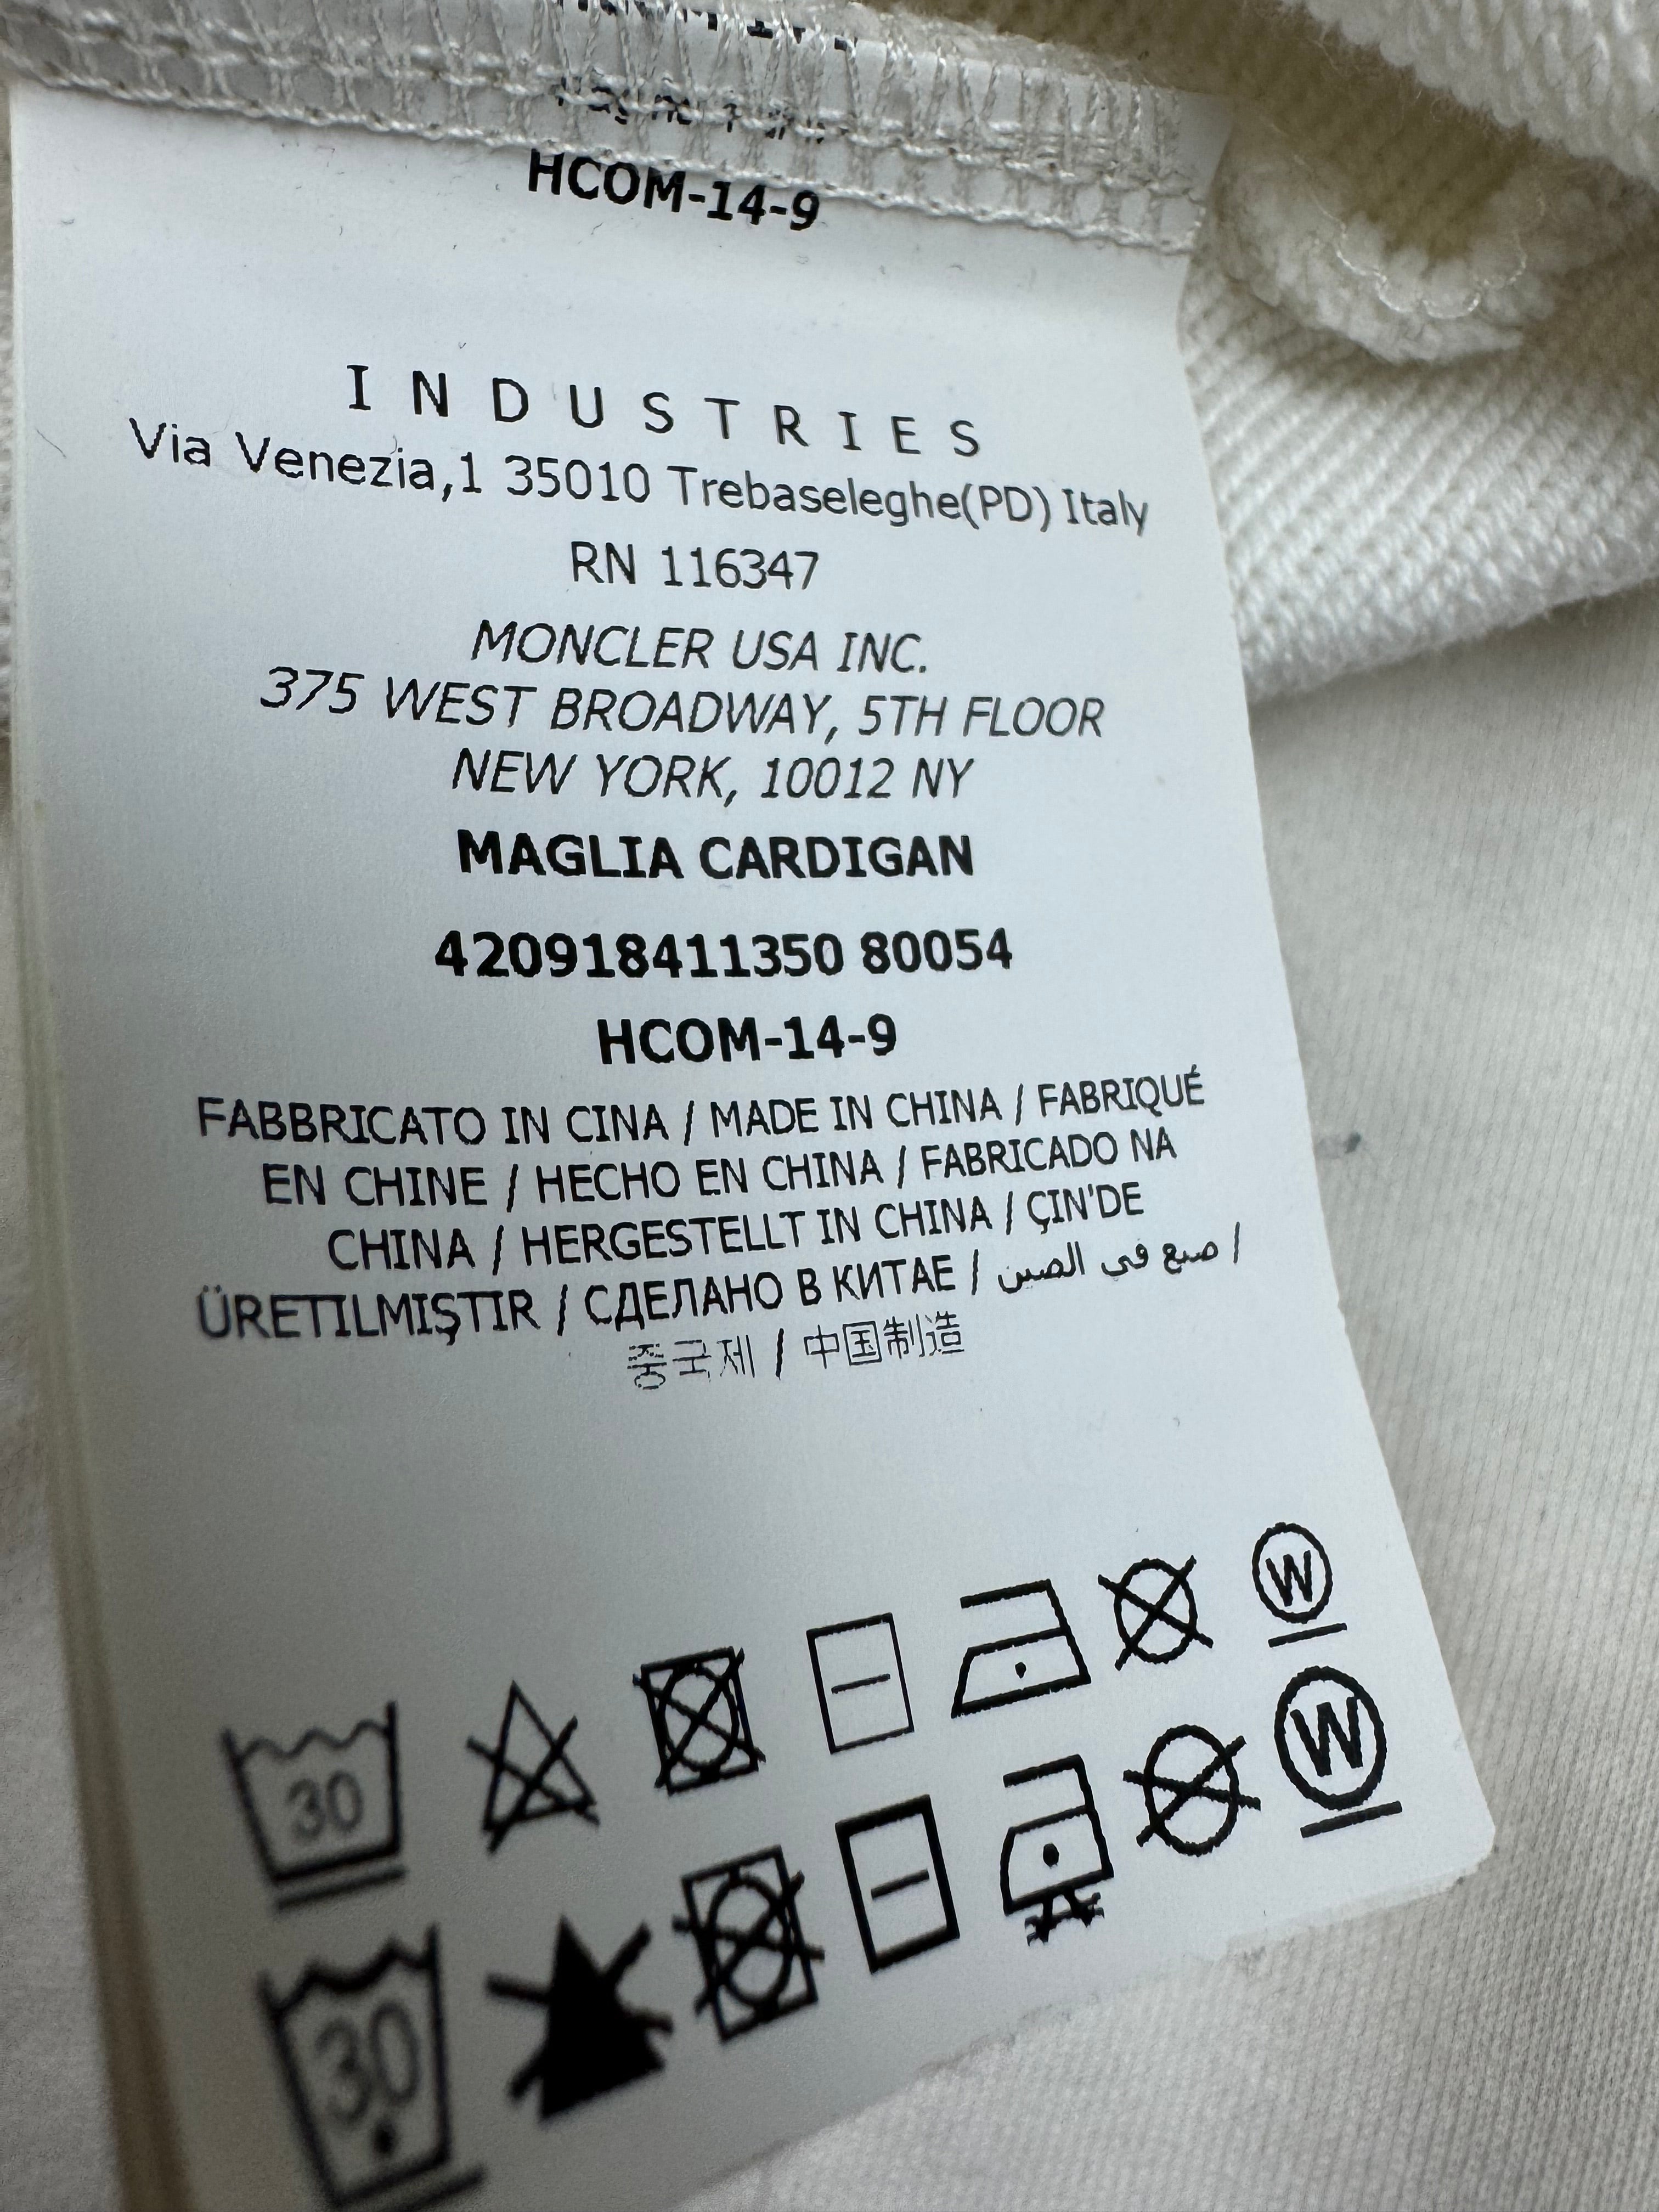 HCOM-14-9
INDUSTRIES
Via Venezia,1 35010 Trebaseleghe(PD) Italy
RN 116347
MONCLER USA INC.
375 WEST BROADWAY, 5TH FLOOR
NEW YORK, 10012 NY
MAGLIA CARDIGAN
420918411350 80054
HCOM-14-9
FABBRICATO IN CINA / MADE IN CHINA / FABRIQUÉ
EN CHINE / HECHO EN CHINA / FABRICADO NA
CHINA / HERGESTELLT IN CHINA / ÇIN'DE
ÜRETILMIŞTIR / СДЕЛАНО В КИТАЕ / صنع في الصين /
중국제 / 中国制造
30 W
30 W